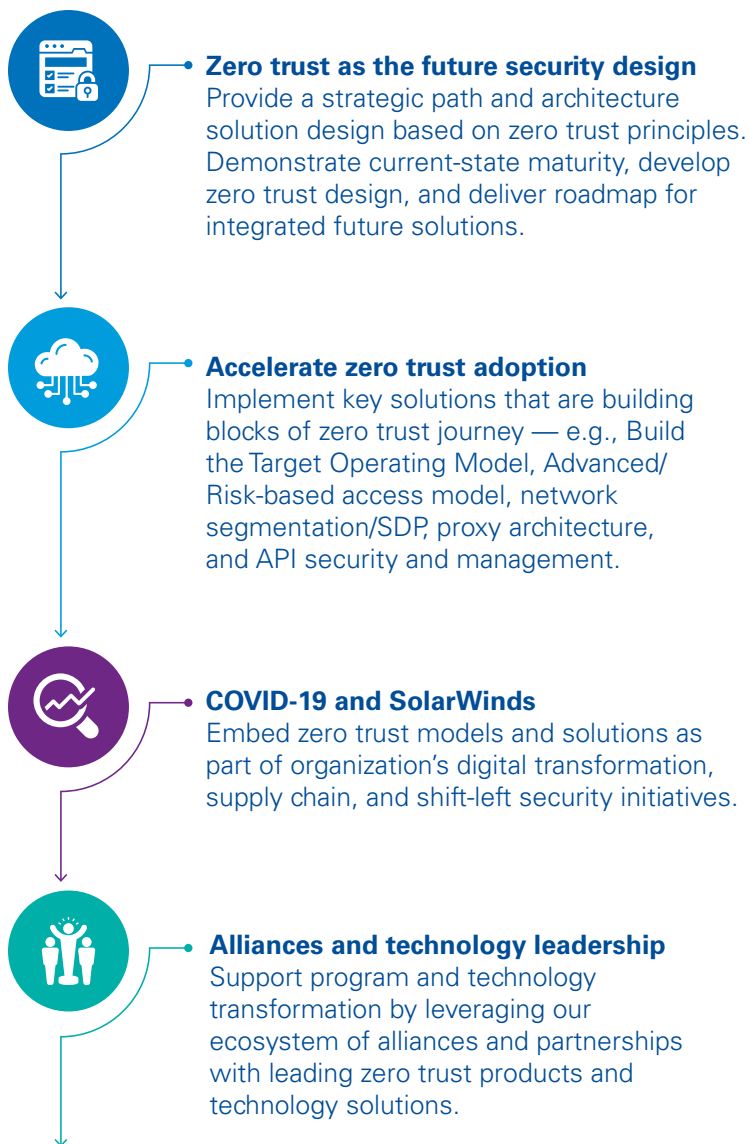 Zero trust as the future security design
Provide a strategic path and architecture
solution design based on zero trust principles.
Demonstrate current-state maturity, develop
zero trust design, and deliver roadmap for
integrated future solutions.
Accelerate zero trust adoption
Implement key solutions that are building
blocks of zero trust journey — e.g., Build
the Target Operating Model, Advanced/
Risk-based access model, network
segmentation/SDP, proxy architecture,
and API security and management.
COVID-19 and SolarWinds
Embed zero trust models and solutions as
part of organization’s digital transformation,
supply chain, and shift-left security initiatives.
Alliances and technology leadership
Support program and technology
transformation by leveraging our
ecosystem of alliances and partnerships
with leading zero trust products and
technology solutions.